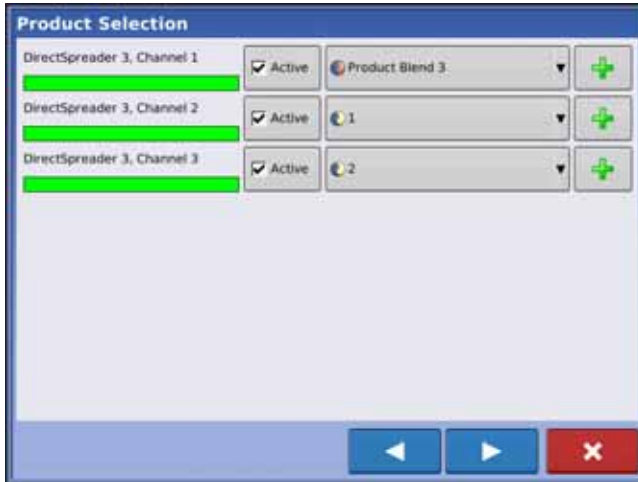 Product Selection
DirectSpreader 3, Channel 1
Active
Product Blend 3
DirectSpreader 3, Channel 2
Active
1
DirectSpreader 3, Channel 3
Active
2